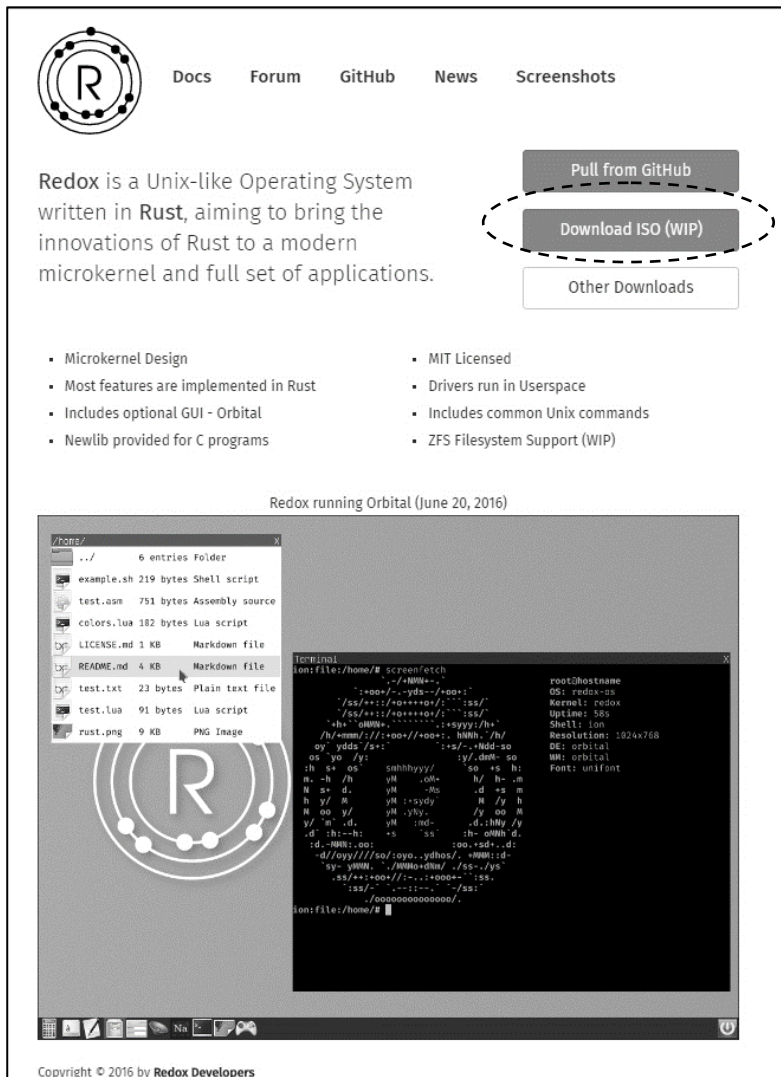 R
Docs Forum GitHub News Screenshots
Redox is a Unix-like Operating System
written in Rust, aiming to bring the
innovations of Rust to a modern
microkernel and full set of applications.
Pull from GitHub
Download ISO (WIP)
Other Downloads
Microkernel Design
Most features are implemented in Rust
Includes optional GUI - Orbital
Newlib provided for C programs
MIT Licensed
Drivers run in Userspace
Includes common Unix commands
ZFS Filesystem Support (WIP)
Redox running Orbital (June 20, 2016)
/home/ X
../ 6 entries Folder
example.sh 219 bytes Shell script
test.asm 751 bytes Assembly source
colors.lua 182 bytes Lua script
LICENSE.md 1 KB Markdown file
README.md 4 KB Markdown file
test.txt 23 bytes Plain text file
test.lua 91 bytes Lua script
rust.png 9 KB PNG Image
R
Terminal X
ion:file:/home/# screenfetch
root@hostname
OS: redox-os
Kernel: redox
Uptime: 58s
Shell: ion
Resolution: 1024x768
DE: orbital
WM: orbital
Font: unifont
ion:file:/home/#
Na
Copyright © 2016 by Redox Developers